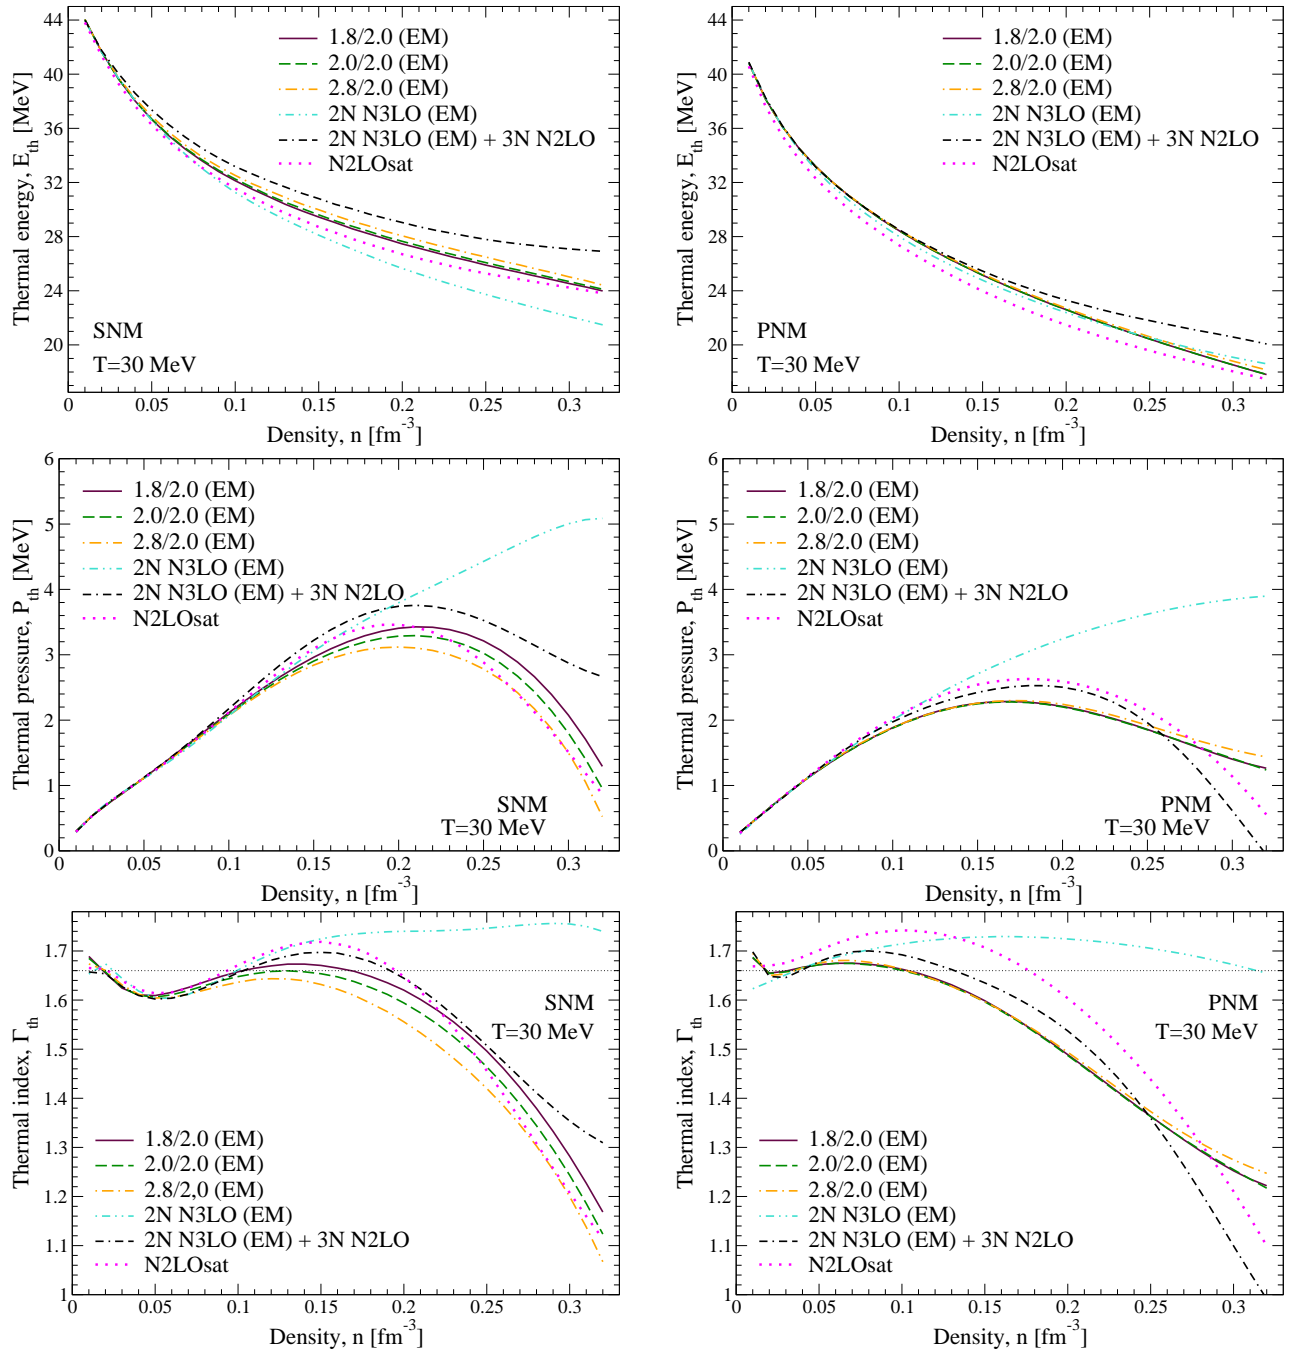 44
40
36
32
28
24
20
Thermal energy, E_th [MeV]
1.8/2.0 (EM)
2.0/2.0 (EM)
2.8/2.0 (EM)
2N N3LO (EM)
2N N3LO (EM) + 3N N2LO
N2LOsat
SNM
T=30 MeV
0 0.05 0.1 0.15 0.2 0.25 0.3
Density, n [fm^-3]
44
40
36
32
28
24
20
Thermal energy, E_th [MeV]
1.8/2.0 (EM)
2.0/2.0 (EM)
2.8/2.0 (EM)
2N N3LO (EM)
2N N3LO (EM) + 3N N2LO
N2LOsat
PNM
T=30 MeV
0 0.05 0.1 0.15 0.2 0.25 0.3
Density, n [fm^-3]
6
5
4
3
2
1
0
Thermal pressure, P_th [MeV]
1.8/2.0 (EM)
2.0/2.0 (EM)
2.8/2.0 (EM)
2N N3LO (EM)
2N N3LO (EM) + 3N N2LO
N2LOsat
SNM
T=30 MeV
0 0.05 0.1 0.15 0.2 0.25 0.3
Density, n [fm^-3]
6
5
4
3
2
1
0
Thermal pressure, P_th [MeV]
1.8/2.0 (EM)
2.0/2.0 (EM)
2.8/2.0 (EM)
2N N3LO (EM)
2N N3LO (EM) + 3N N2LO
N2LOsat
PNM
T=30 MeV
0 0.05 0.1 0.15 0.2 0.25 0.3
Density, n [fm^-3]
1.7
1.6
1.5
1.4
1.3
1.2
1.1
1
Thermal index, Γ_th
SNM
T=30 MeV
1.8/2.0 (EM)
2.0/2.0 (EM)
2.8/2,0 (EM)
2N N3LO (EM)
2N N3LO (EM) + 3N N2LO
N2LOsat
0 0.05 0.1 0.15 0.2 0.25 0.3
Density, n [fm^-3]
1.7
1.6
1.5
1.4
1.3
1.2
1.1
1
Thermal index, Γ_th
PNM
T=30 MeV
1.8/2.0 (EM)
2.0/2.0 (EM)
2.8/2.0 (EM)
2N N3LO (EM)
2N N3LO (EM) + 3N N2LO
N2LOsat
0 0.05 0.1 0.15 0.2 0.25 0.3
Density, n [fm^-3]